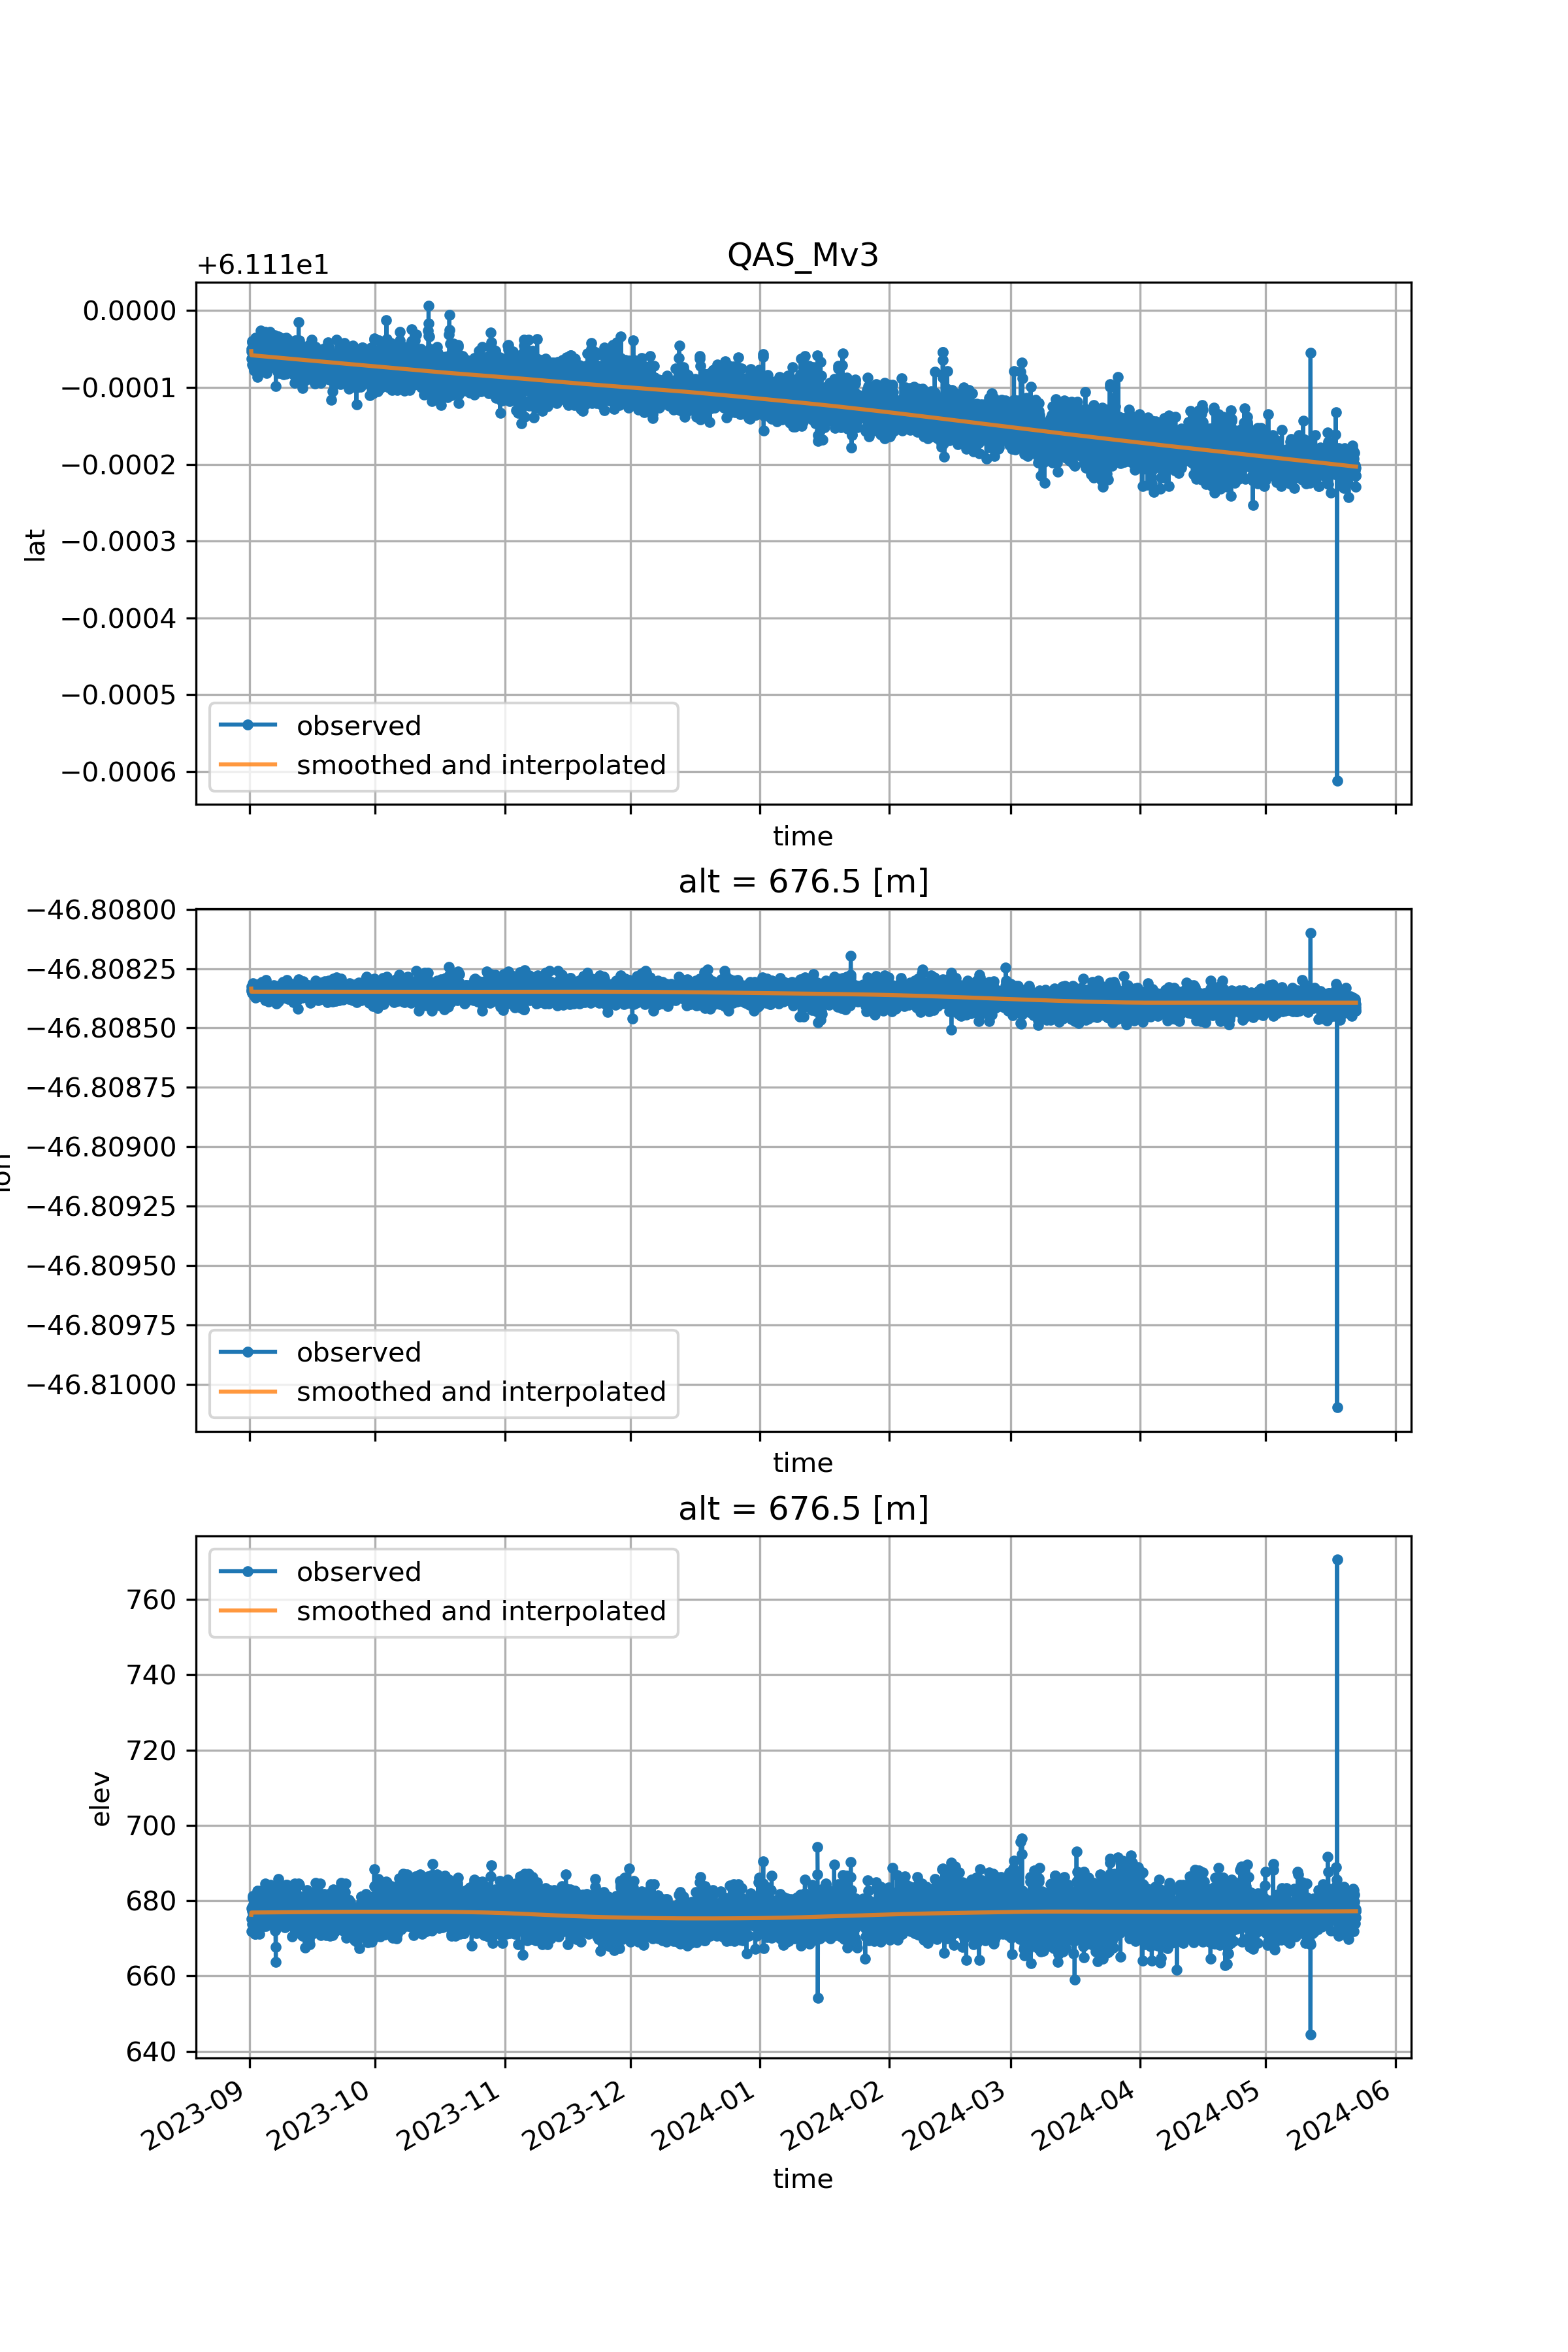 QAS_Mv3
+6.111e1
0.0000
−0.0001
−0.0002
−0.0003
−0.0004
−0.0005
−0.0006
lat
observed
smoothed and interpolated
time
alt = 676.5 [m]
−46.80800
−46.80825
−46.80850
−46.80875
−46.80900
−46.80925
−46.80950
−46.80975
−46.81000
lon
observed
smoothed and interpolated
time
alt = 676.5 [m]
observed
smoothed and interpolated
760
740
720
700
680
660
640
elev
2023-09
2023-10
2023-11
2023-12
2024-01
2024-02
2024-03
2024-04
2024-05
2024-06
time